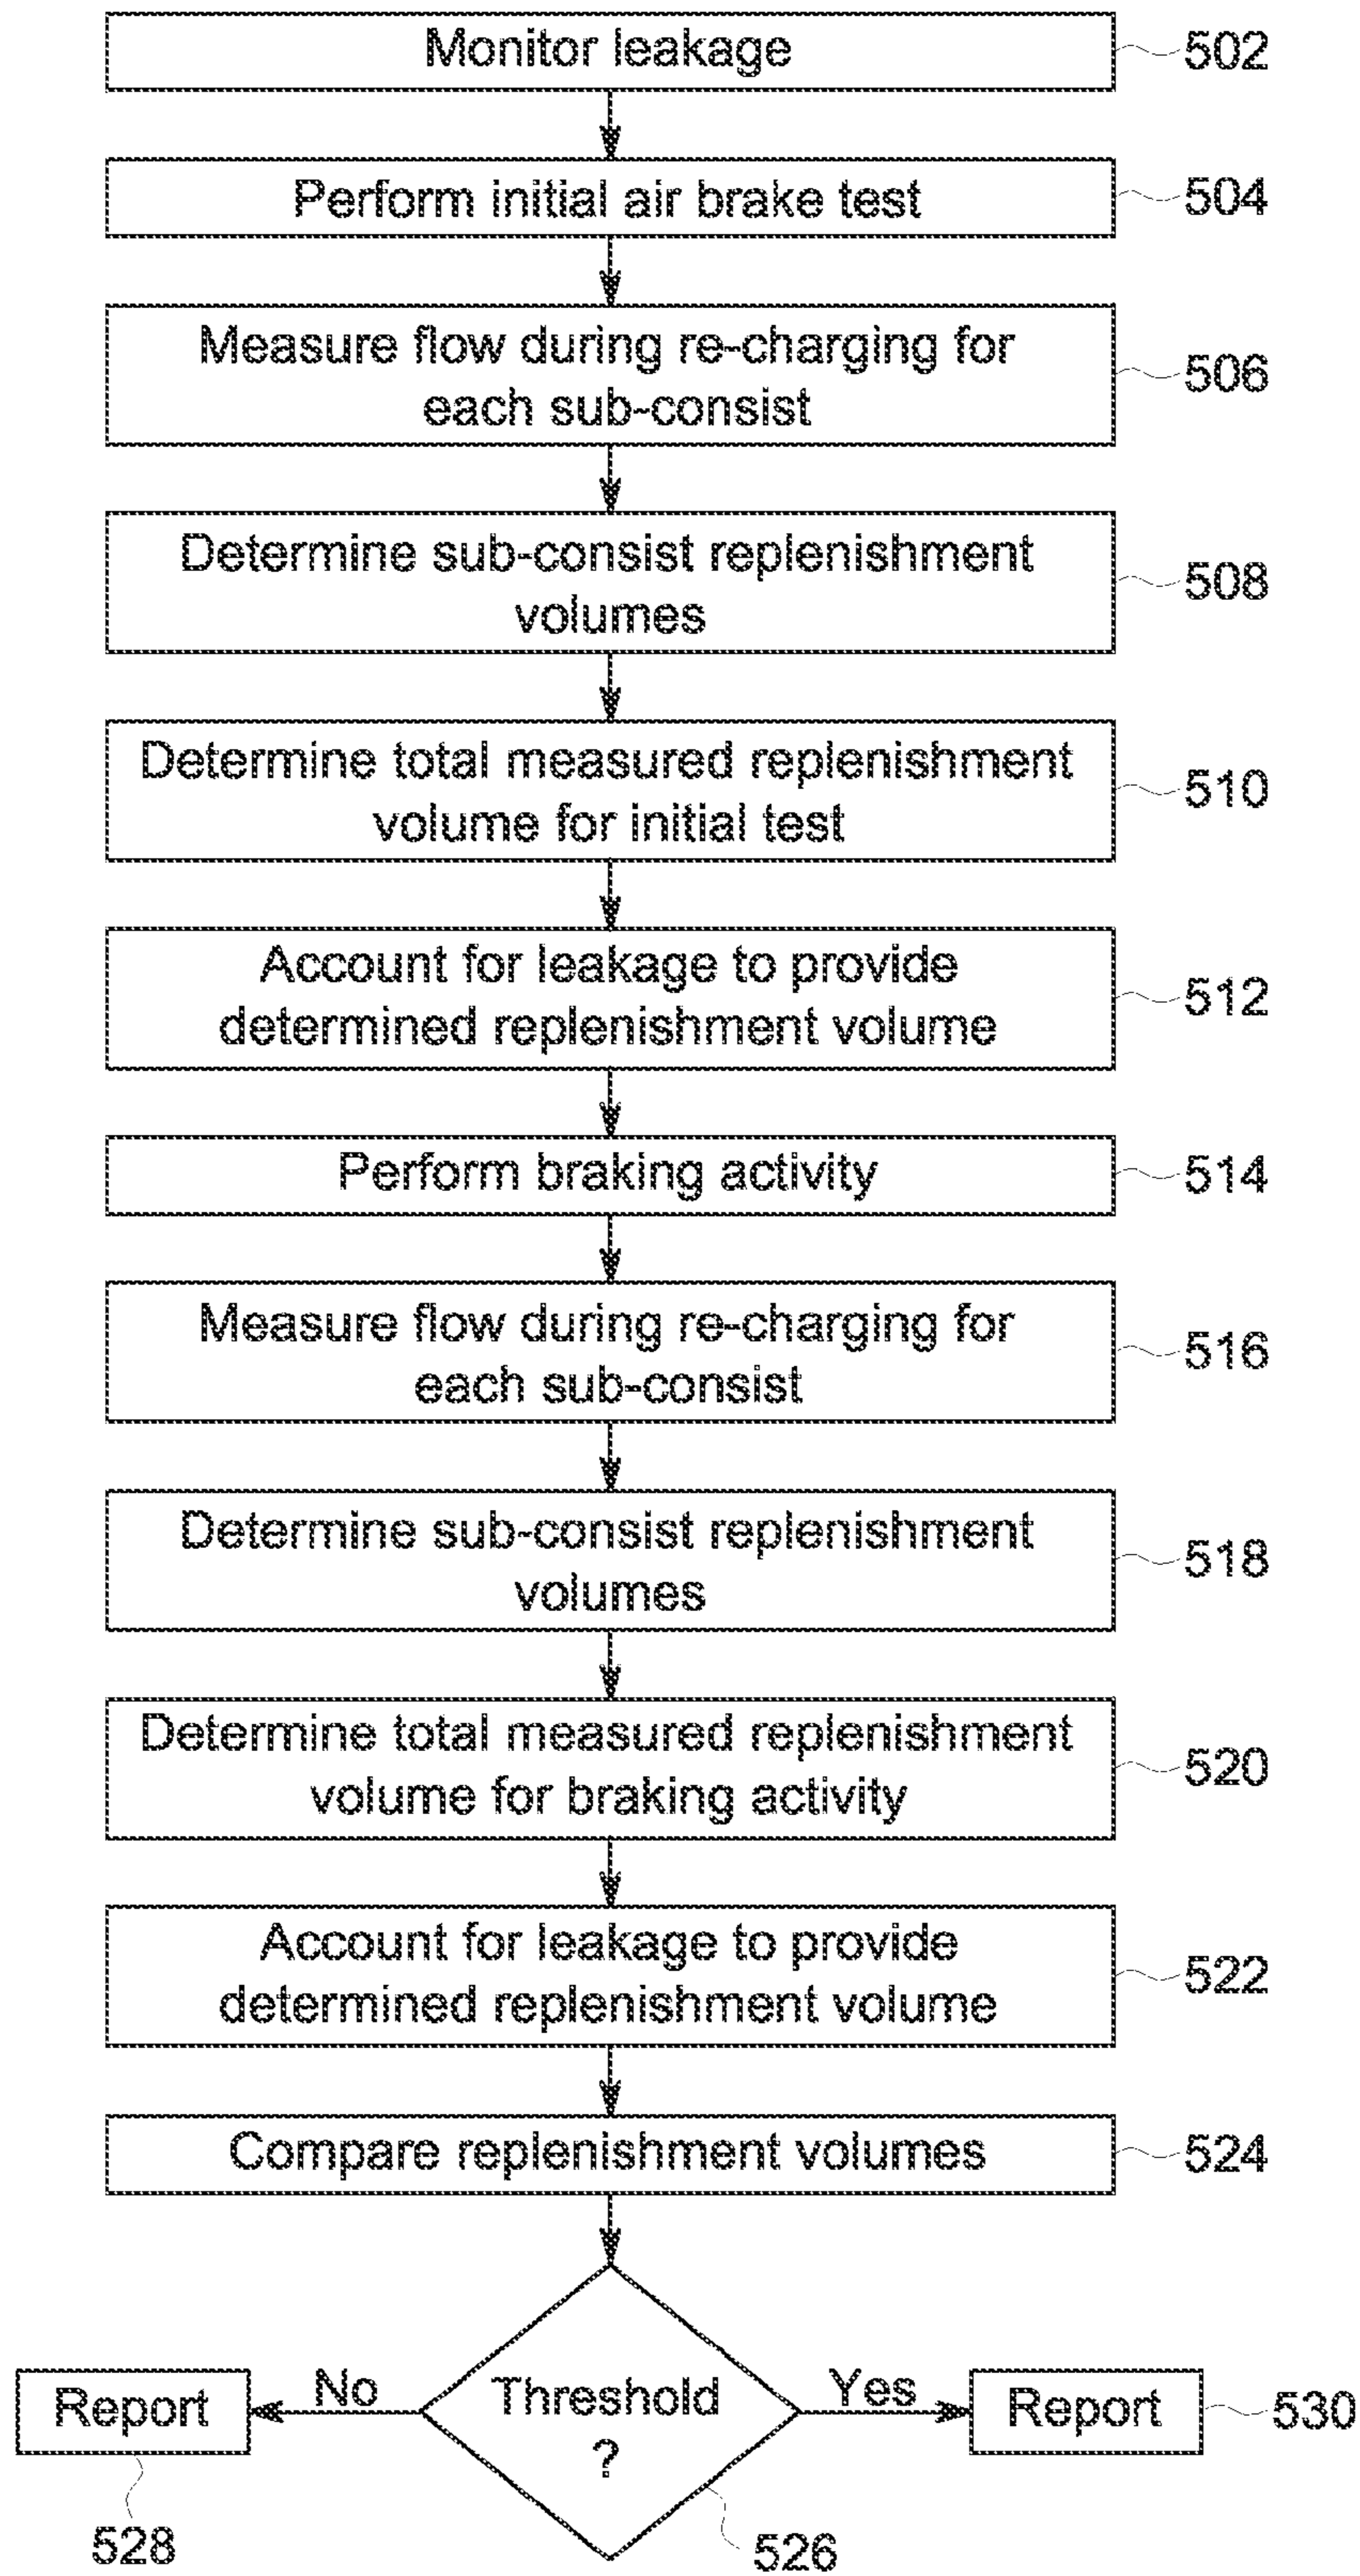 Monitor leakage
502
Perform initial air brake test
504
Measure flow during re-charging for
each sub-consist
506
Determine sub-consist replenishment
volumes
508
Determine total measured replenishment
volume for initial test
510
Account for leakage to provide
determined replenishment volume
512
Perform braking activity
514
Measure flow during re-charging for
each sub-consist
516
Determine sub-consist replenishment
volumes
518
Determine total measured replenishment
volume for braking activity
520
Account for leakage to provide
determined replenishment volume
522
Compare replenishment volumes
524
Report
No
Threshold
?
Yes
Report
530
528
526